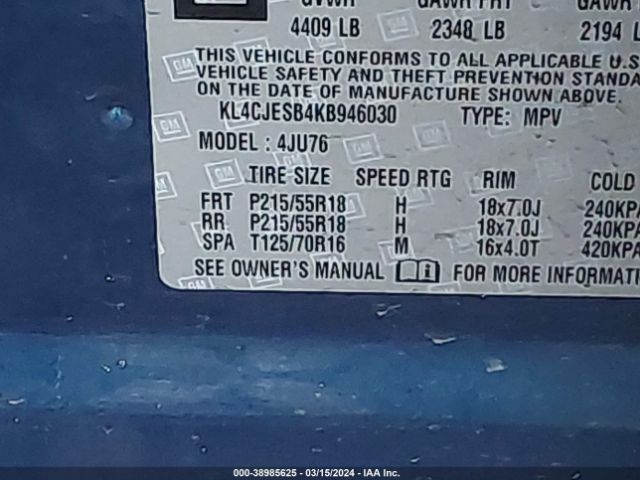 GM
GVWR GAWR FRT GAWR
4409 LB 2348 LB 2194 L
THIS VEHICLE CONFORMS TO ALL APPLICABLE U.S
VEHICLE SAFETY AND THEFT PREVENTION STANDA
ON THE DATE OF MANUFACTURE SHOWN ABOVE.
KL4CJESB4KB946030 TYPE: MPV
MODEL : 4JU76
TIRE SIZE SPEED RTG RIM COLD
FRT P215/55R18 H 18x7.0J 240KPA
RR P215/55R18 H 18x7.0J 240KPA
SPA T125/70R16 M 16x4.0T 420KPA
SEE OWNER'S MANUAL FOR MORE INFORMATI
000-38985625 - 03/15/2024 - IAA Inc.